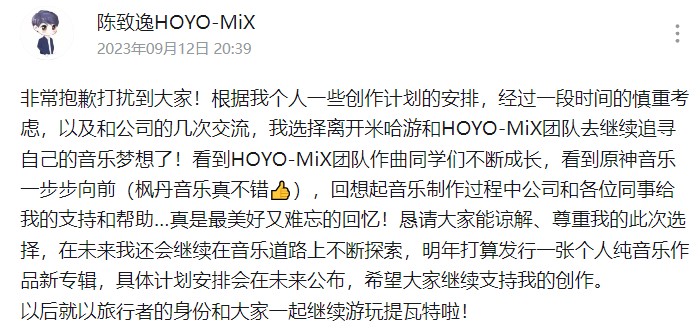 陈致逸HOYO-MiX
2023年09月12日 20:39
非常抱歉打扰到大家！根据我个人一些创作计划的安排，经过一段时间的慎重考
虑，以及和公司的几次交流，我选择离开米哈游和HOYO-MiX团队去继续追寻
自己的音乐梦想了！看到HOYO-MiX团队作曲同学们不断成长，看到原神音乐
一步步向前（枫丹音乐真不错👍），回想起音乐制作过程中公司和各位同事给
我的支持和帮助...真是最美好又难忘的回忆！恳请大家能谅解、尊重我的此次选
择，在未来我还会继续在音乐道路上不断探索，明年打算发行一张个人纯音乐作
品新专辑，具体计划安排会在未来公布，希望大家继续支持我的创作。
以后就以旅行者的身份和大家一起继续游玩提瓦特啦！